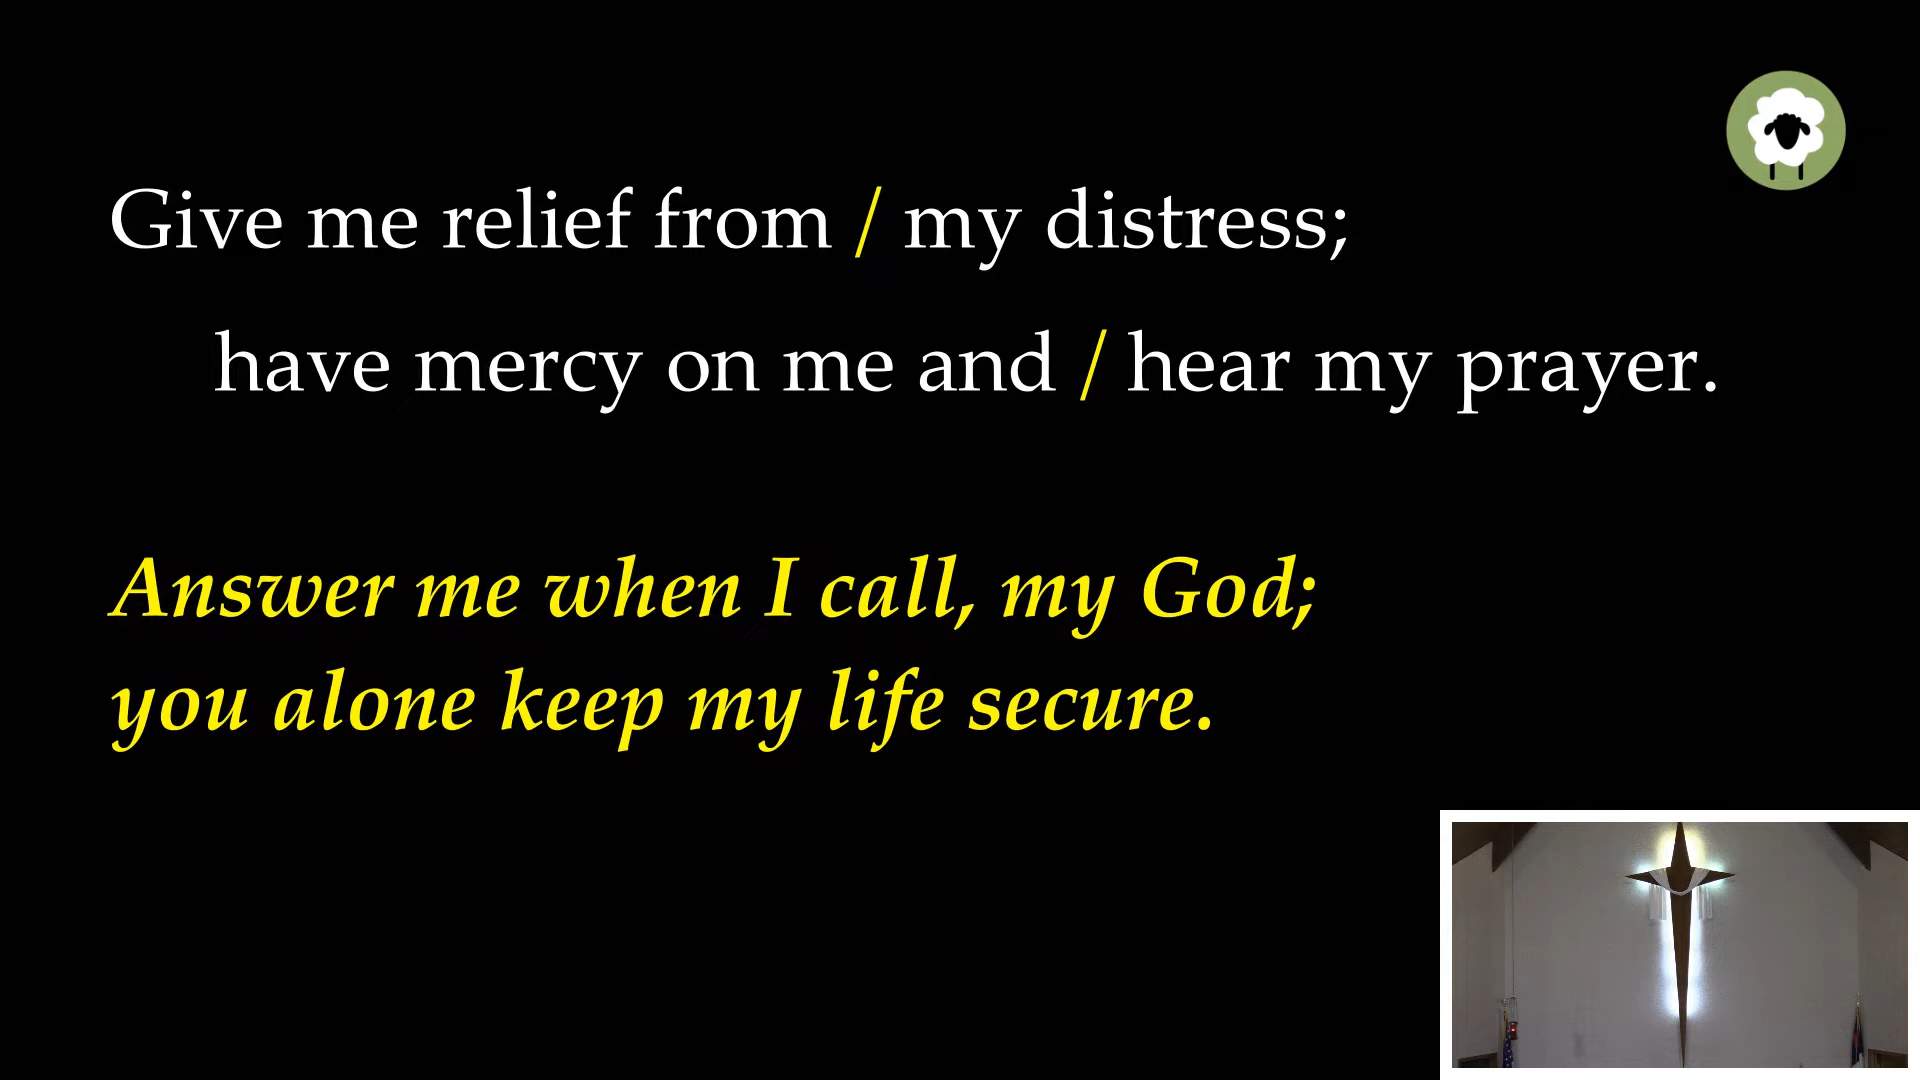 Give me relief from / my distress;
have mercy on me and / hear my prayer.
Answer me when I call, my God;
you alone keep my life secure.